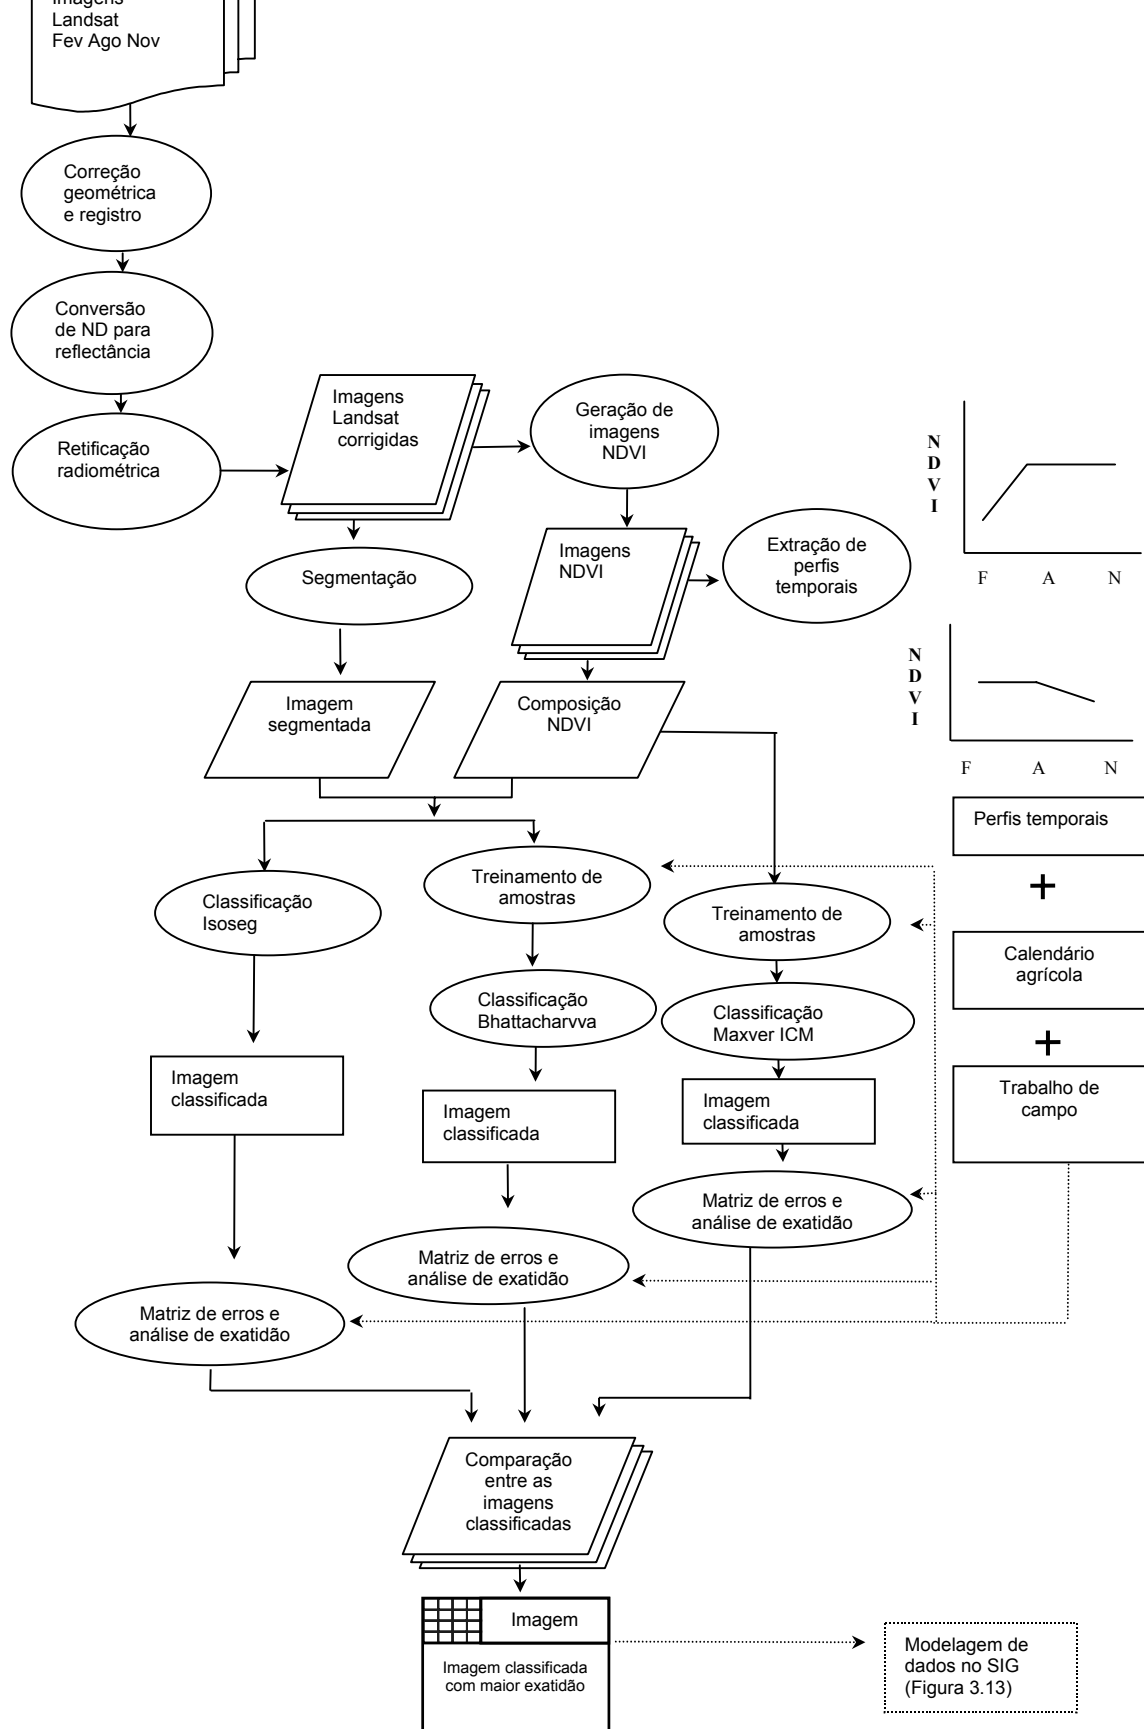 Imagens
Landsat
Fev Ago Nov
Correção
geométrica
e registro
Conversão
de ND para
reflectância
Retificação
radiométrica
Imagens
Landsat
corrigidas
Geração de
imagens
NDVI
Segmentação
Imagens
NDVI
Extração de
perfis
temporais
N
D
V
I
F A N
N
D
V
I
F A N
Imagem
segmentada
Composição
NDVI
Perfis temporais
+
Calendário
agrícola
+
Trabalho de
campo
Classificação
Isoseg
Treinamento de
amostras
Treinamento de
amostras
Classificação
Bhattacharvva
Classificação
Maxver ICM
Imagem
classificada
Imagem
classificada
Imagem
classificada
Matriz de erros e
análise de exatidão
Matriz de erros e
análise de exatidão
Matriz de erros e
análise de exatidão
Comparação
entre as
imagens
classificadas
Imagem
Imagem classificada
com maior exatidão
Modelagem de
dados no SIG
(Figura 3.13)